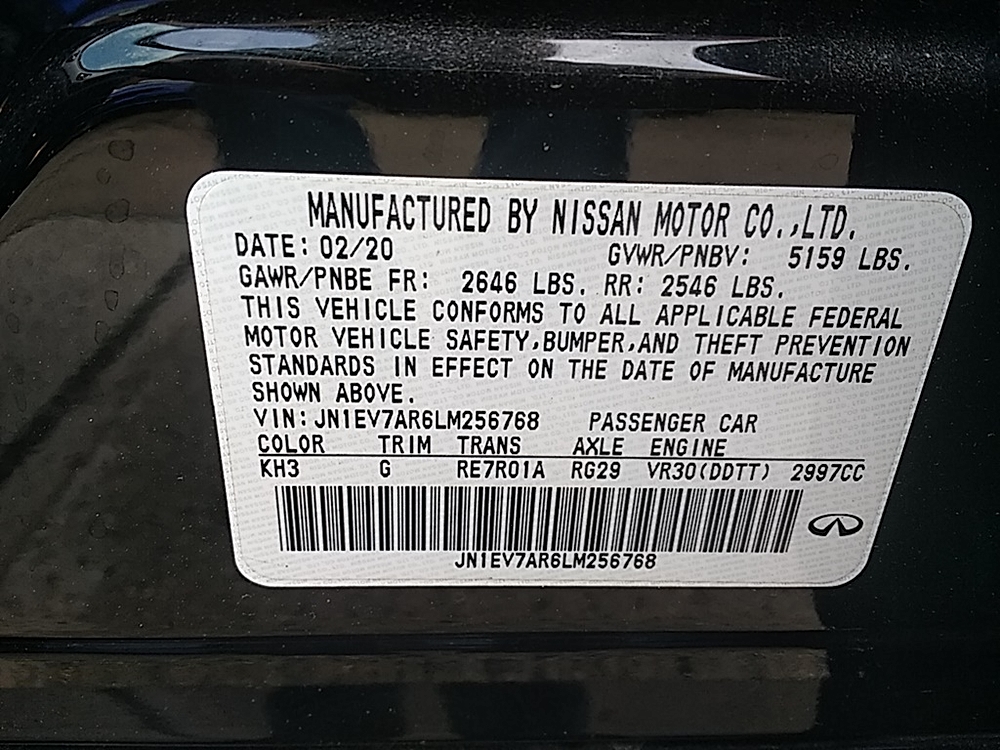 MANUFACTURED BY NISSAN MOTOR CO.,LTD.
DATE: 02/20 GVWR/PNBV: 5159 LBS.
GAWR/PNBE FR: 2646 LBS. RR: 2546 LBS.
THIS VEHICLE CONFORMS TO ALL APPLICABLE FEDERAL
MOTOR VEHICLE SAFETY,BUMPER,AND THEFT PREVENTION
STANDARDS IN EFFECT ON THE DATE OF MANUFACTURE
SHOWN ABOVE.
VIN: JN1EV7AR6LM256768 PASSENGER CAR
COLOR TRIM TRANS AXLE ENGINE
KH3 G RE7R01A RG29 VR30(DDTT) 2997CC
JN1EV7AR6LM256768